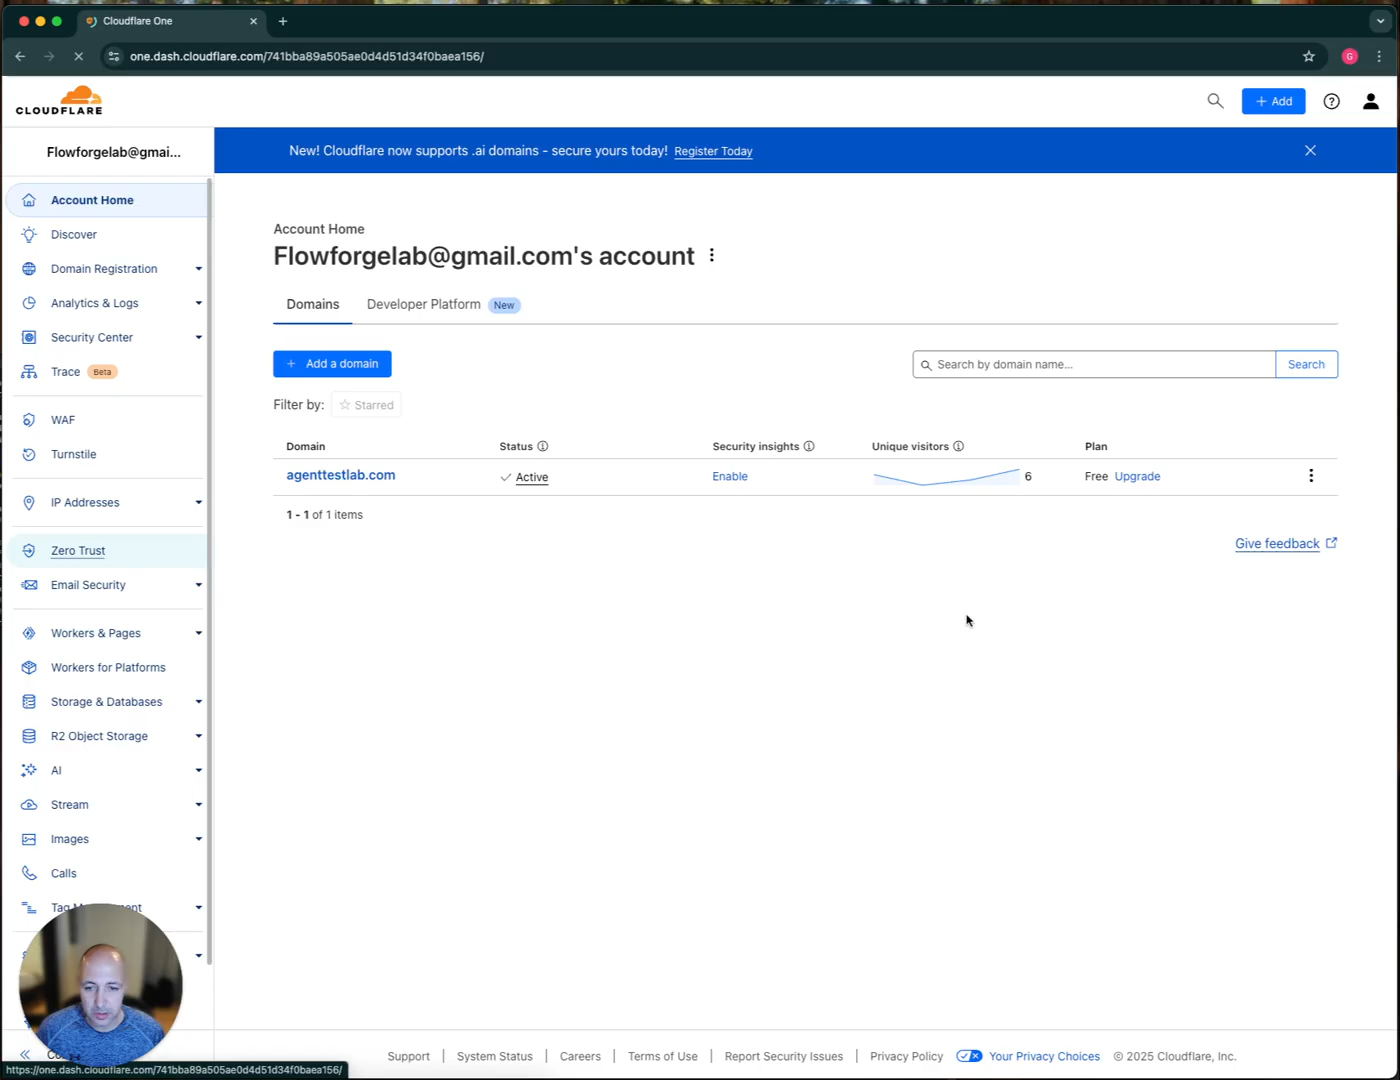 Cloudflare One
one.dash.cloudflare.com/741bba89a505ae0d4d51d34f0baea156/
G
CLOUDFLARE
+ Add
Flowforgelab@gmai...
New! Cloudflare now supports .ai domains - secure yours today! Register Today
Account Home
Discover
Domain Registration
Analytics & Logs
Security Center
Trace Beta
WAF
Turnstile
IP Addresses
Zero Trust
Email Security
Workers & Pages
Workers for Platforms
Storage & Databases
R2 Object Storage
AI
Stream
Images
Calls
Account Home
Flowforgelab@gmail.com's account
Domains
Developer Platform New
+ Add a domain
Search by domain name...
Search
Filter by: Starred
Domain Status Security insights Unique visitors Plan
agenttestlab.com Active Enable 6 Free Upgrade
1 - 1 of 1 items
Give feedback
Support | System Status | Careers | Terms of Use | Report Security Issues | Privacy Policy Your Privacy Choices © 2025 Cloudflare, Inc.
https://one.dash.cloudflare.com/741bba89a505ae0d4d51d34f0baea156/